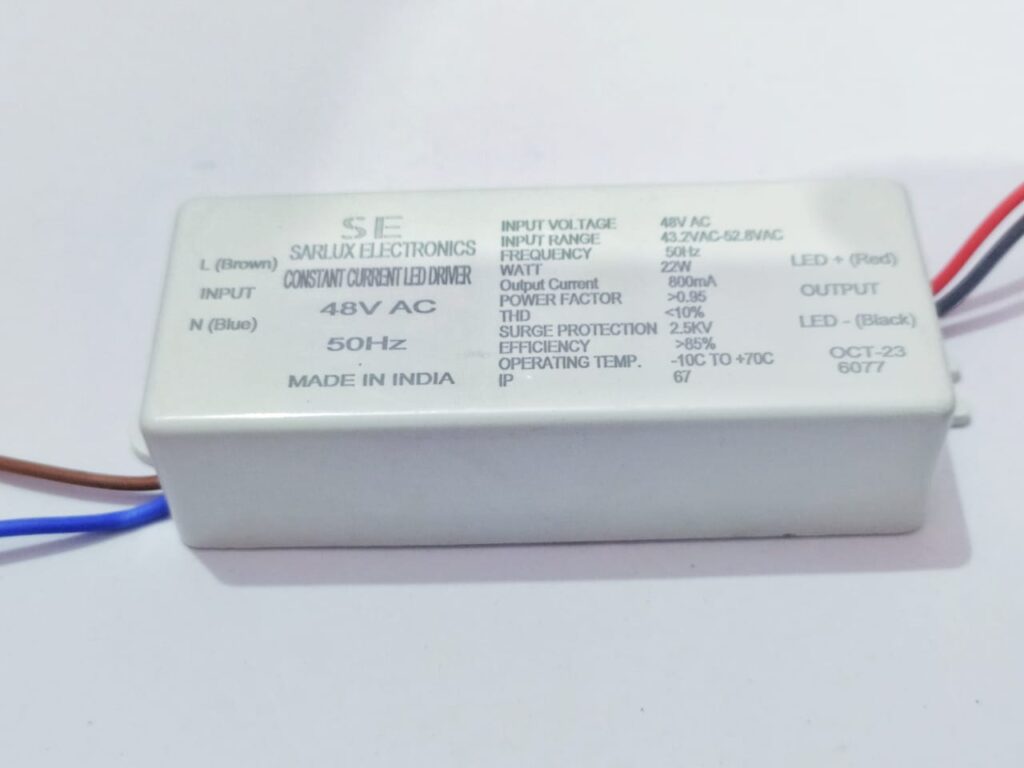 SE
SARLUX ELECTRONICS
CONSTANT CURRENT LED DRIVER
48V AC
50Hz
MADE IN INDIA
L (Brown)
INPUT
N (Blue)
INPUT VOLTAGE 48V AC
INPUT RANGE 43.2VAC-52.8VAC
FREQUENCY 50Hz
WATT 22W
Output Current 800mA
POWER FACTOR >0.95
THD <10%
SURGE PROTECTION 2.5KV
EFFICIENCY >85%
OPERATING TEMP. -10C TO +70C
IP 67
LED + (Red)
OUTPUT
LED - (Black)
OCT-23
6077